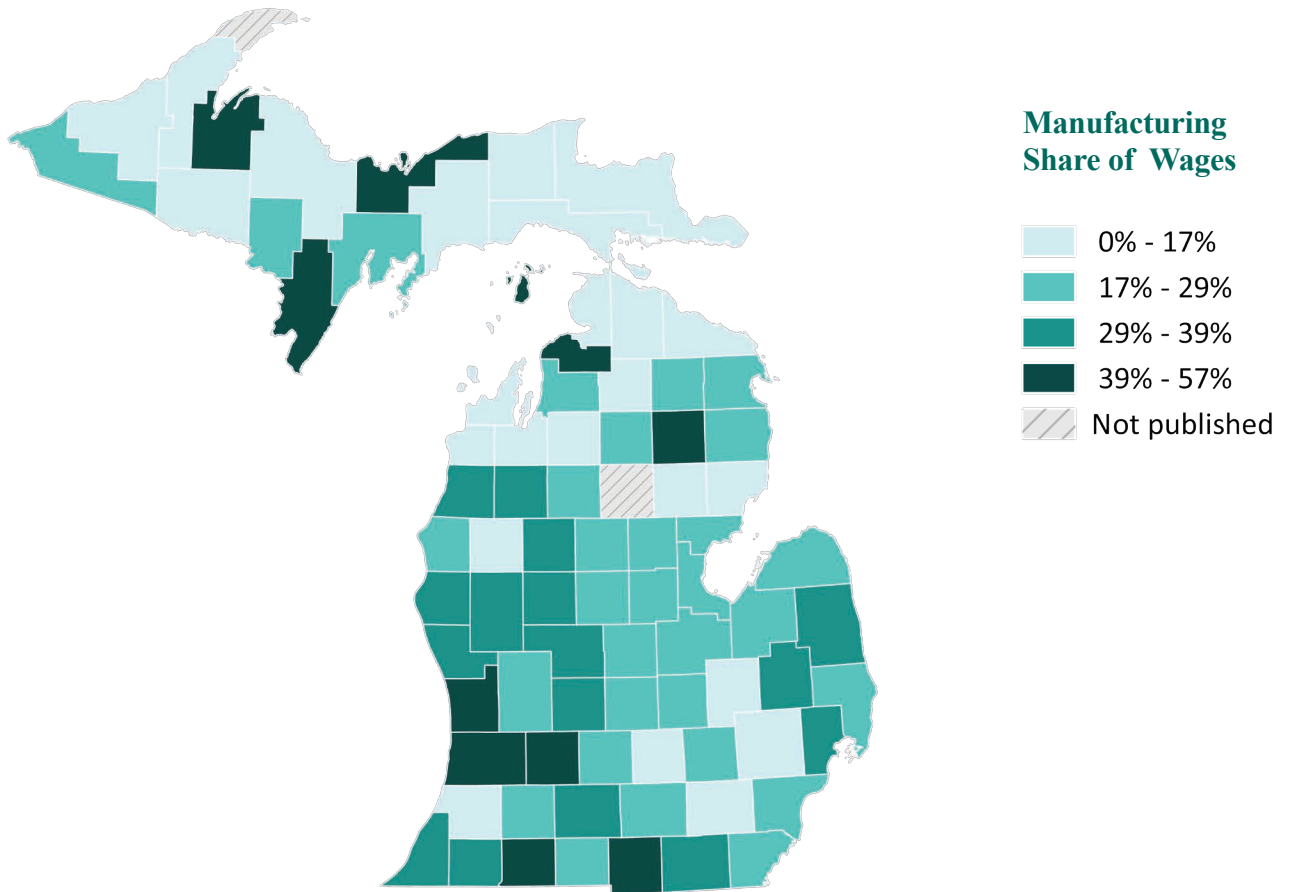 Manufacturing
Share of Wages
0% - 17%
17% - 29%
29% - 39%
39% - 57%
Not published